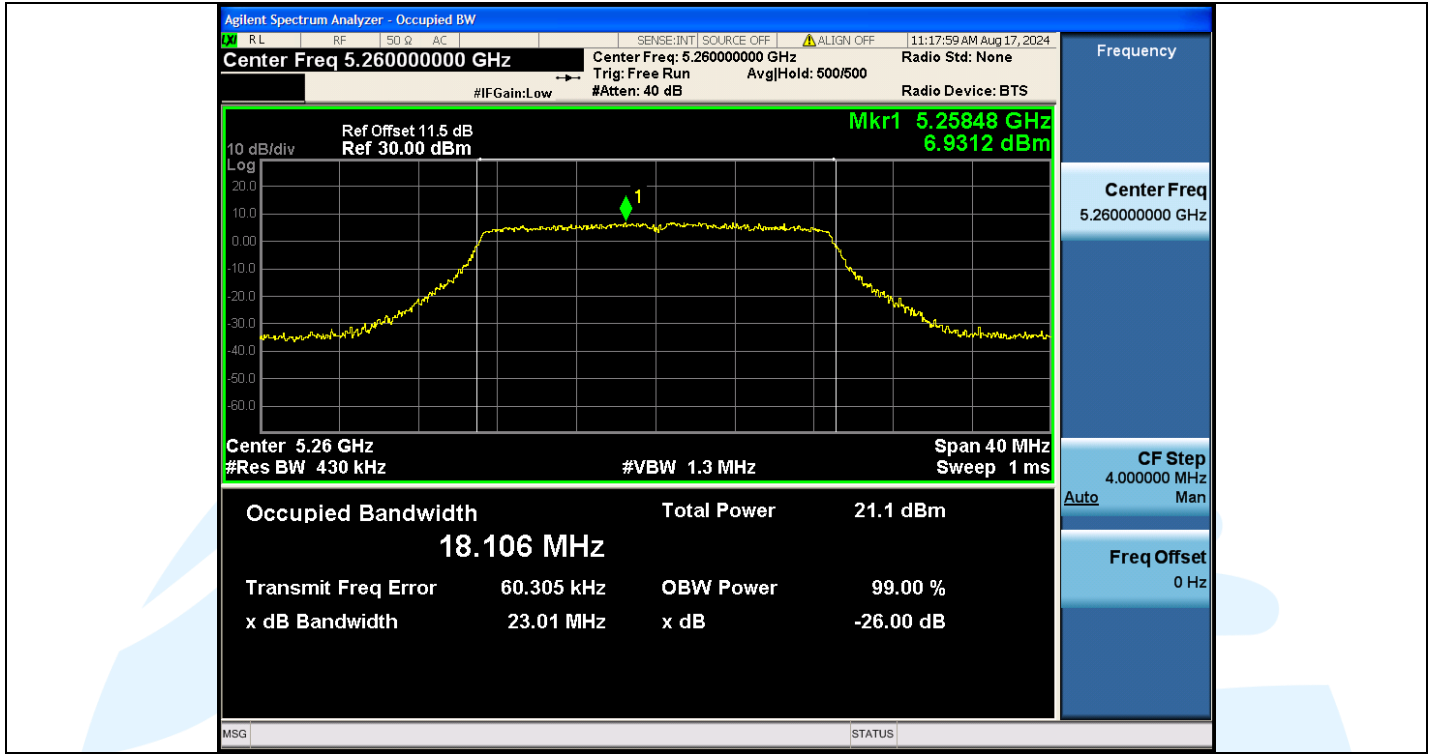 Agilent Spectrum Analyzer - Occupied BW
LXI RL RF 50 Ω AC SENSE:INT SOURCE OFF ALIGN OFF 11:17:59 AM Aug 17, 2024
Center Freq 5.260000000 GHz
Center Freq: 5.260000000 GHz Radio Std: None
Trig: Free Run Avg|Hold: 500/500
#IFGain:Low #Atten: 40 dB Radio Device: BTS
Mkr1 5.25848 GHz
6.9312 dBm
Ref Offset 11.5 dB
10 dB/div Ref 30.00 dBm
Log
20.0
10.0
0.00
-10.0
-20.0
-30.0
-40.0
-50.0
-60.0
1
Center 5.26 GHz Span 40 MHz
#Res BW 430 kHz #VBW 1.3 MHz Sweep 1 ms
Occupied Bandwidth Total Power 21.1 dBm
18.106 MHz
Transmit Freq Error 60.305 kHz OBW Power 99.00 %
x dB Bandwidth 23.01 MHz x dB -26.00 dB
MSG STATUS
Frequency
Center Freq
5.260000000 GHz
CF Step
4.000000 MHz
Auto Man
Freq Offset
0 Hz